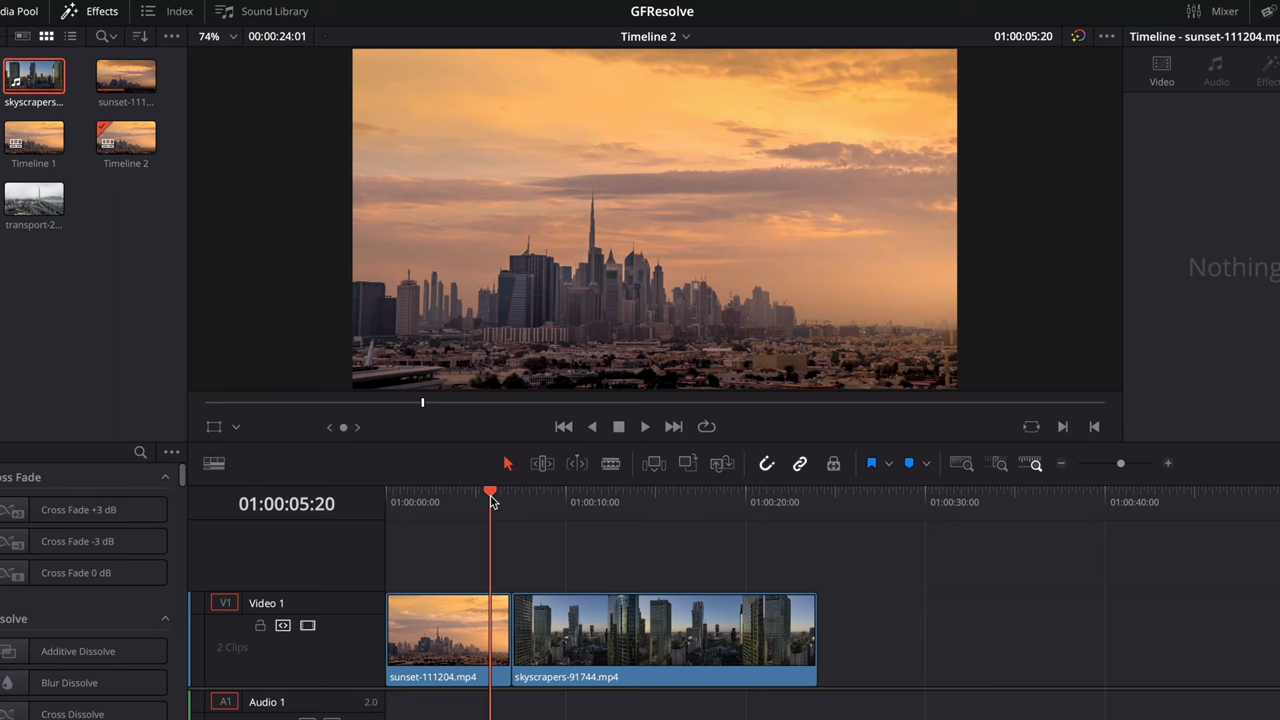 dia Pool
Effects
Index
Sound Library
GFResolve
Mixer
74%
00:00:24:01
Timeline 2
01:00:05:20
Timeline - sunset-111204.mp
skyscrapers...
sunset-111...
Timeline 1
Timeline 2
transport-2...
Video
Audio
Effec
Nothing
oss Fade
Cross Fade +3 dB
Cross Fade -3 dB
Cross Fade 0 dB
solve
Additive Dissolve
Blur Dissolve
Cross Dissolve
01:00:05:20
01:00:00:00
01:00:10:00
01:00:20:00
01:00:30:00
01:00:40:00
V1
Video 1
2 Clips
sunset-111204.mp4
skyscrapers-91744.mp4
A1
Audio 1
2.0